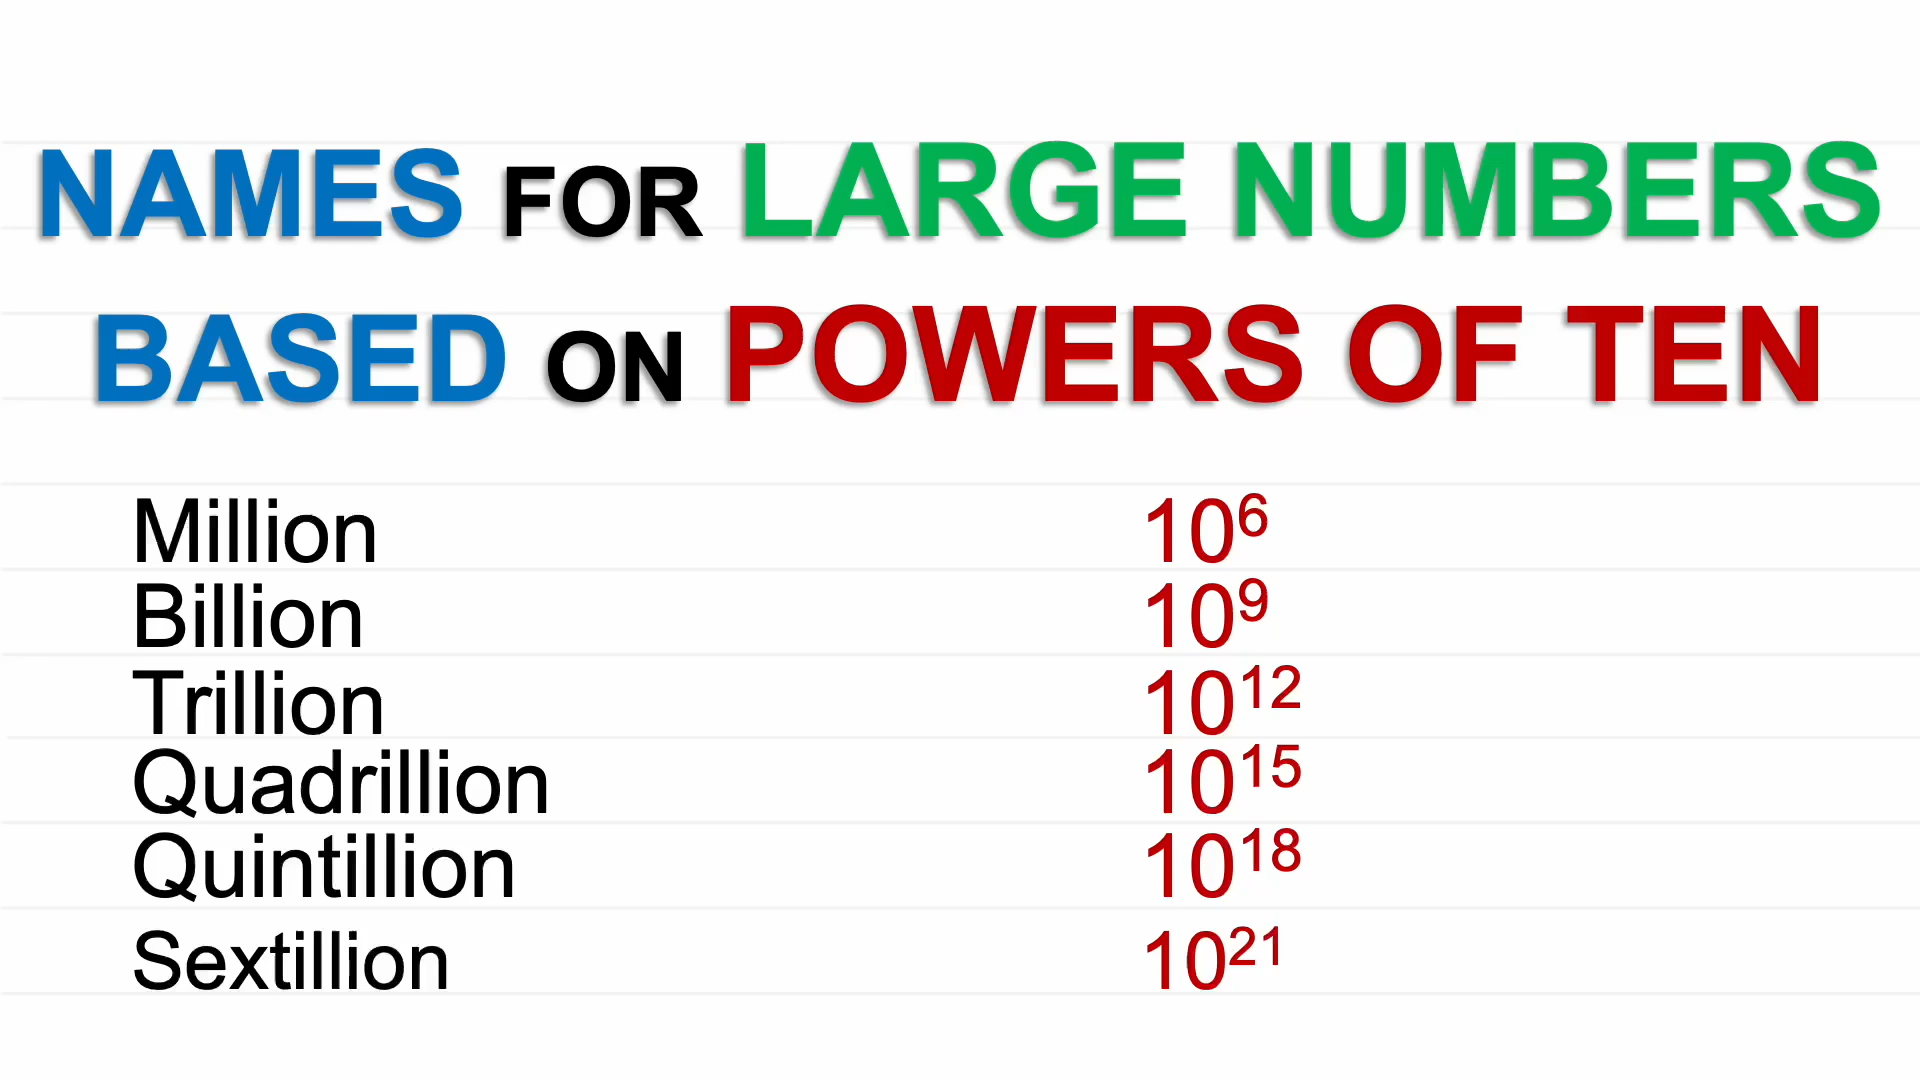 NAMES FOR LARGE NUMBERS
BASED ON POWERS OF TEN
Million 10⁶
Billion 10⁹
Trillion 10¹²
Quadrillion 10¹⁵
Quintillion 10¹⁸
Sextillion 10²¹